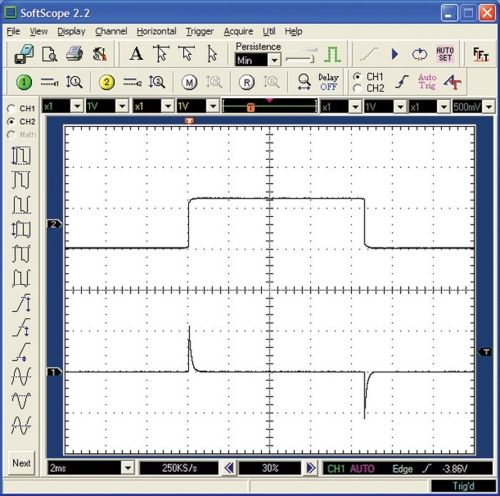 SoftScope 2.2
File View Display Channel Horizontal Trigger Acquire Util Help
A T T Persistence
Min
AUTO SET
F.F.T.
1 2 M R Delay OFF CH1 CH2 Auto Trig AT
CH1
CH2
Math
x1 1V x1 1V T x1 1V x1 500mV
T
2
1
T
Next
2ms 250KS/s 30% CH1 AUTO Edge -3.86V
Trig'd